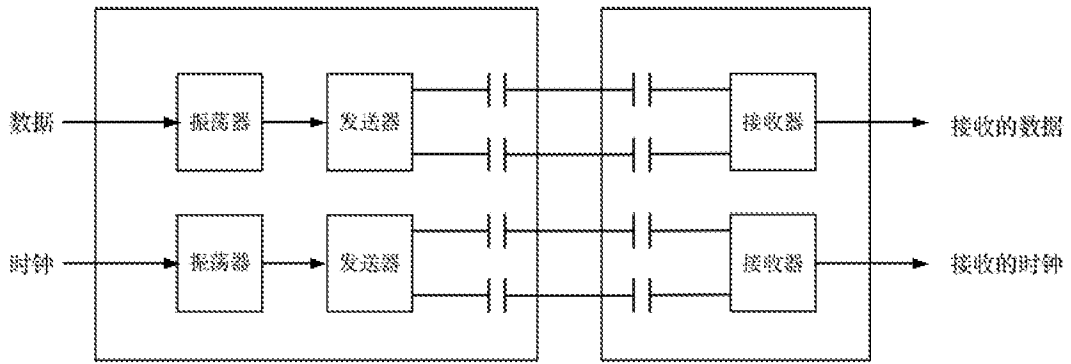 数据
振荡器
发送器
接收器
接收的数据
时钟
振荡器
发送器
接收器
接收的时钟